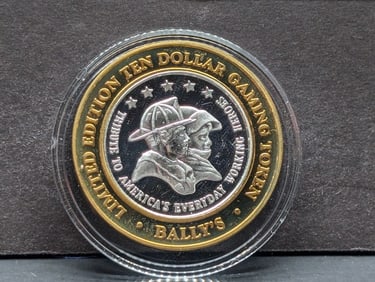 LIMITED EDITION TEN DOLLAR GAMING TOKEN
• BALLY'S •
TRIBUTE TO AMERICA'S EVERYDAY WORKING HEROES